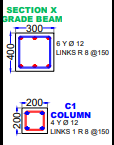 SECTION X
GRADE BEAM
300
400
6 Y Ø 12
LINKS R 8 @150
200
200
C1
COLUMN
4 Y Ø 12
LINKS 1 R 8 @150